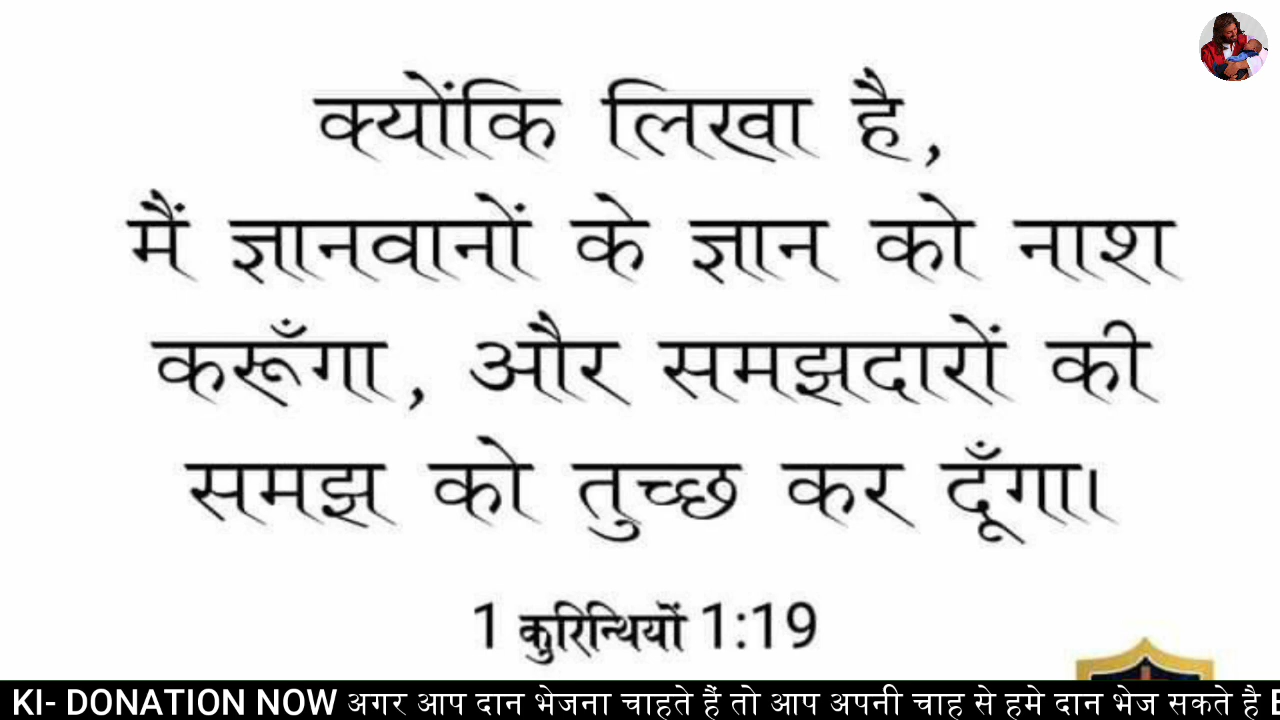 क्योंकि लिखा है,
मैं ज्ञानवानों के ज्ञान को नाश
करूँगा, और समझदारों की
समझ को तुच्छ कर दूँगा।
1 कुरिन्थियों 1:19
KI- DONATION NOW अगर आप दान भेजना चाहते हैं तो आप अपनी चाह से हमे दान भेज सकते है